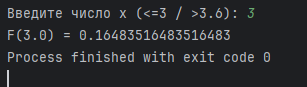 Введите число x (<=3 / >3.6): 3
F(3.0) = 0.16483516483516483
Process finished with exit code 0